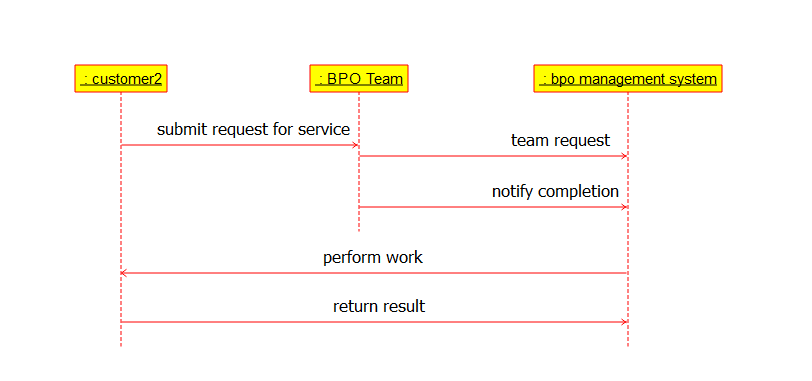 : customer2
: BPO Team
: bpo management system
submit request for service
team request
notify completion
perform work
return result